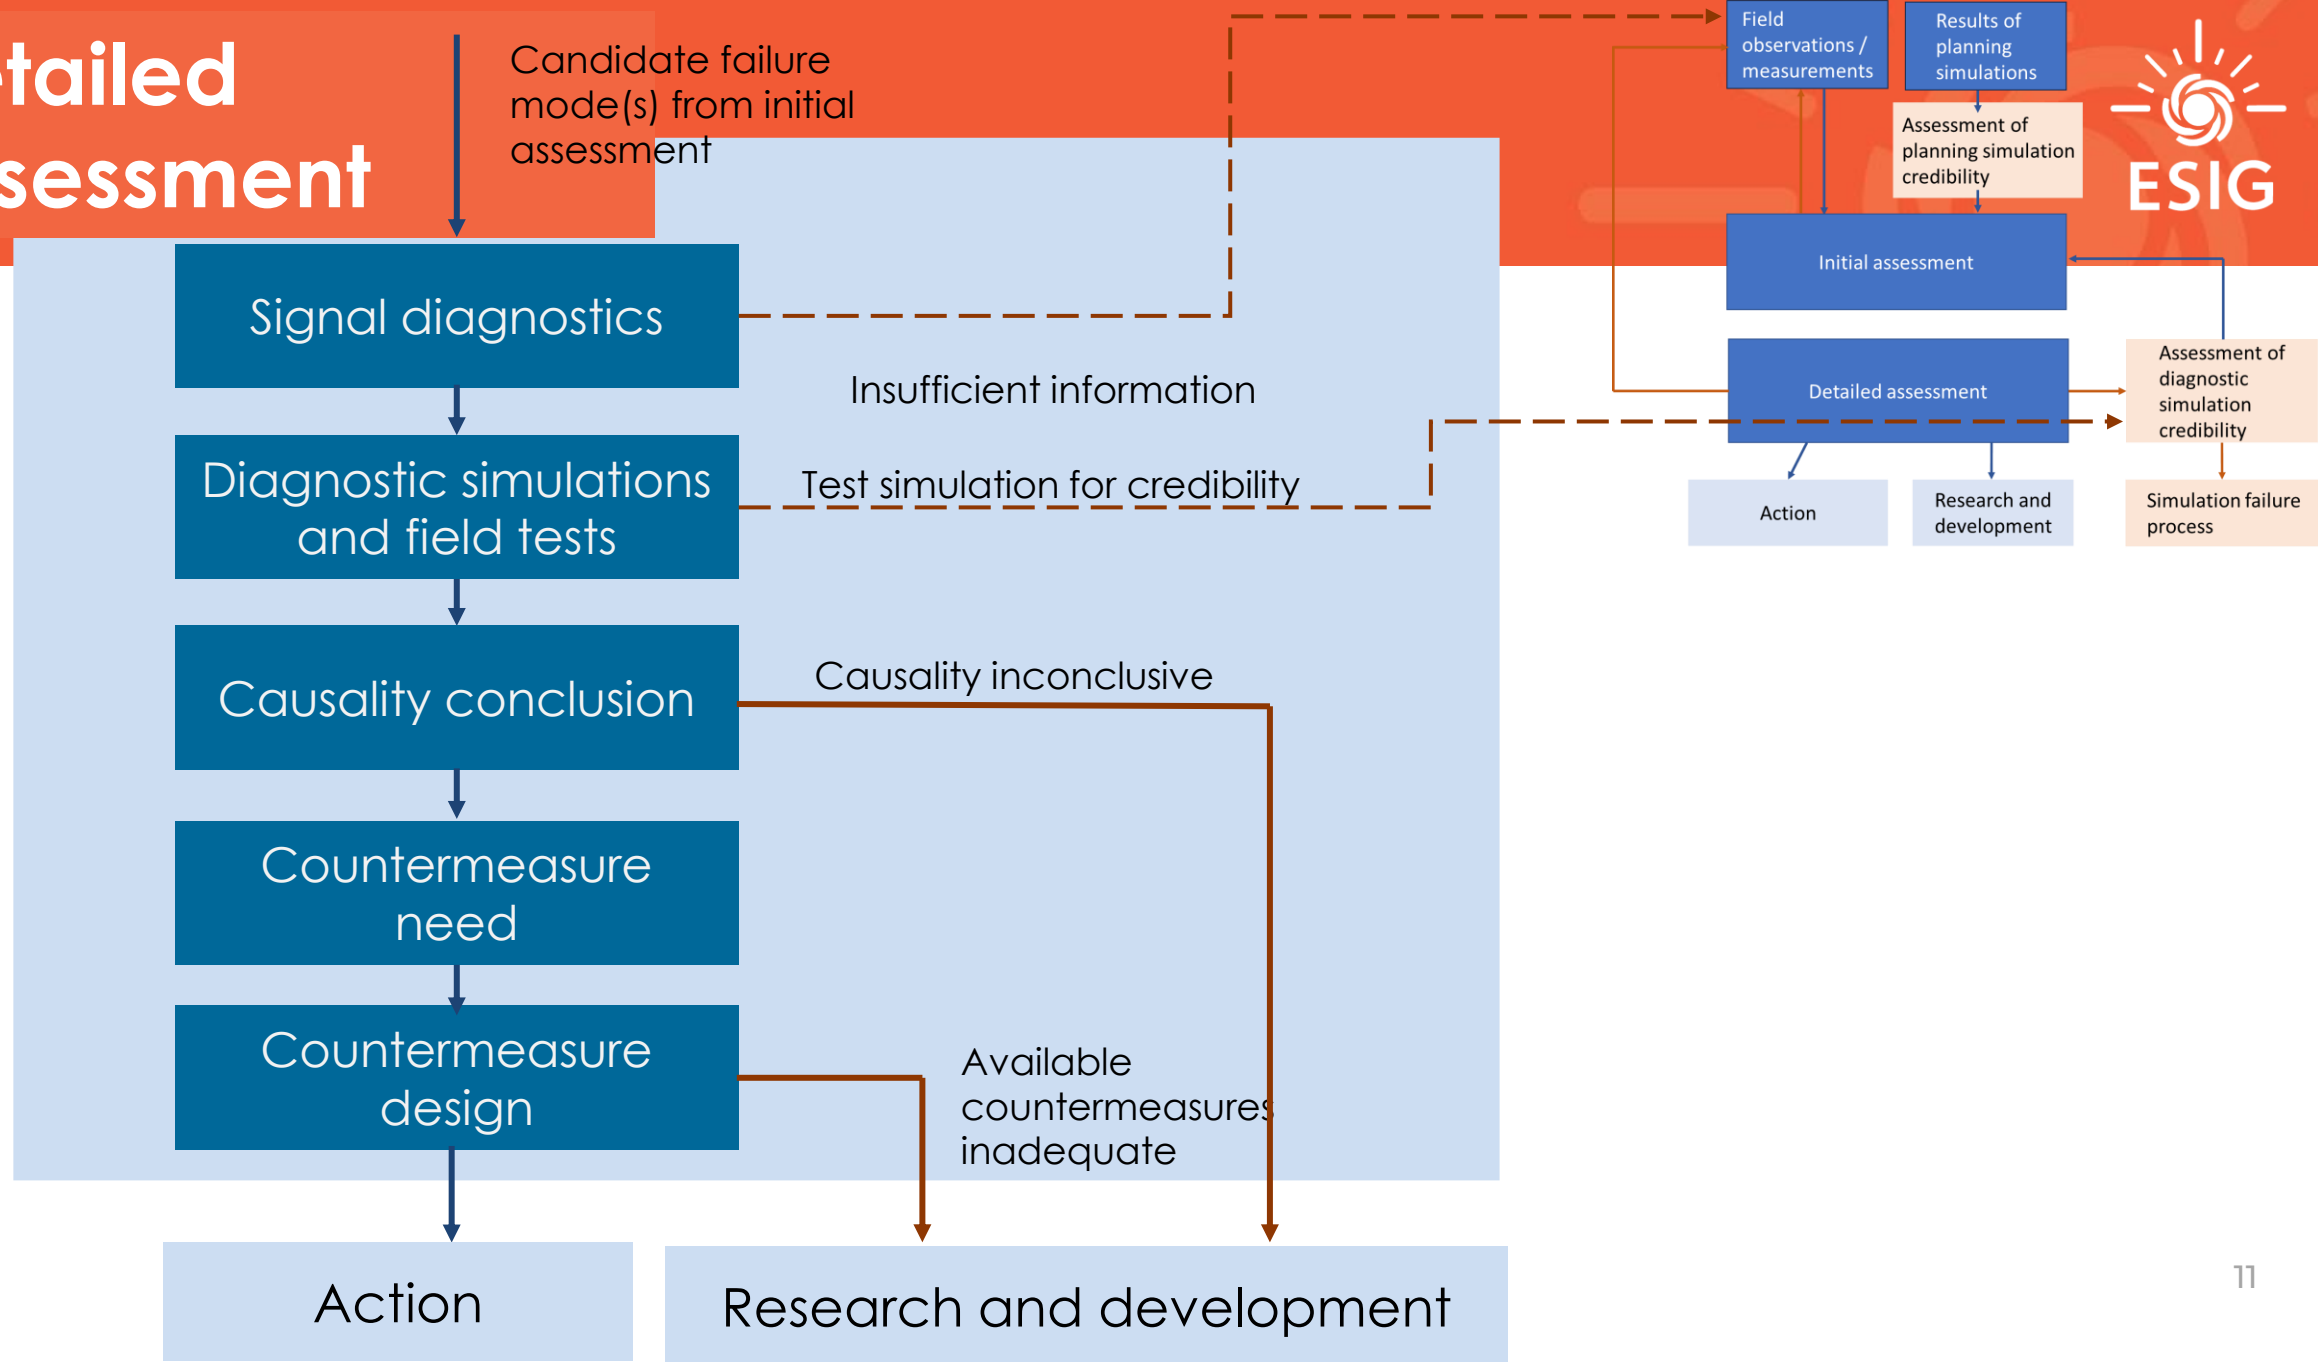 etailed
sessment
Candidate failure
mode(s) from initial
assessment
Signal diagnostics
Insufficient information
Diagnostic simulations
and field tests
Test simulation for credibility
Causality conclusion
Causality inconclusive
Countermeasure
need
Countermeasure
design
Available
countermeasures
inadequate
Action
Research and development
Field
observations /
measurements
Results of
planning
simulations
Assessment of
planning simulation
credibility
Initial assessment
Detailed assessment
Assessment of
diagnostic
simulation
credibility
Action
Research and
development
Simulation failure
process
ESIG
11